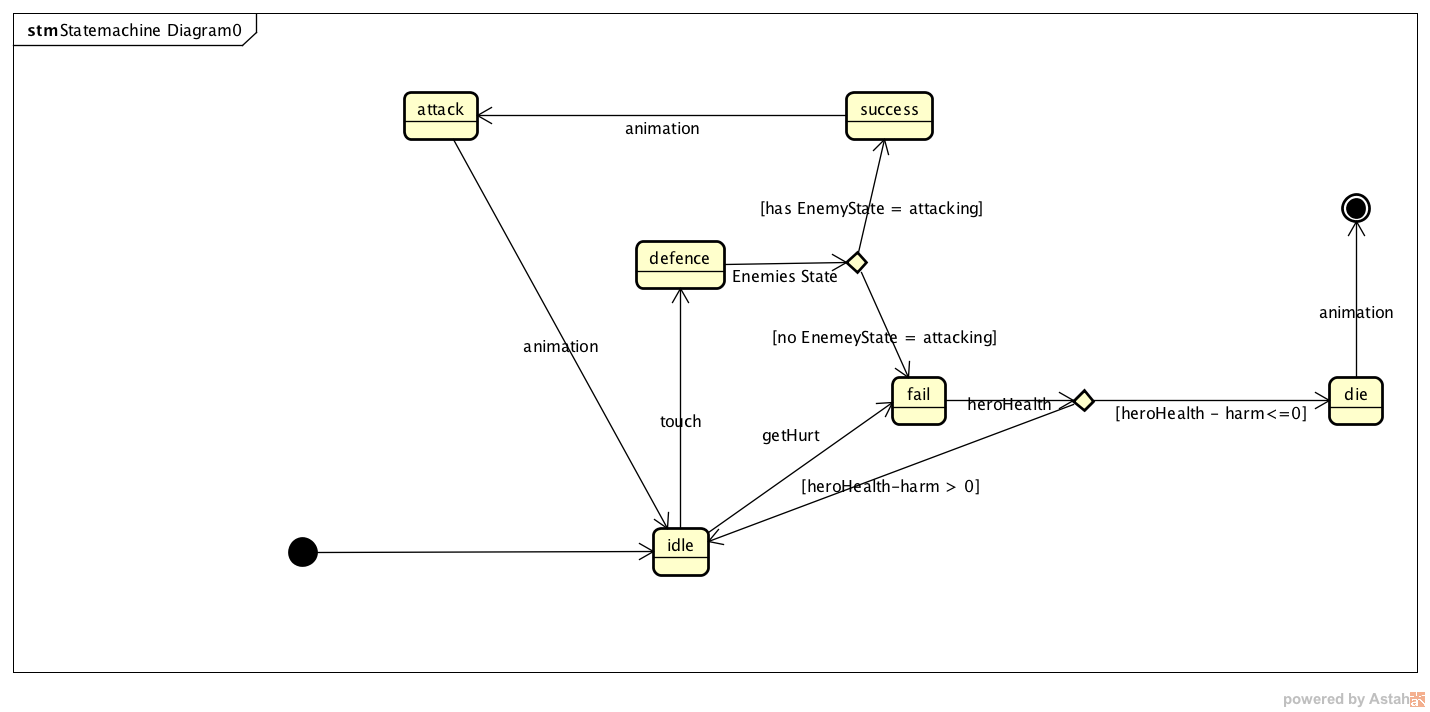 stm Statemachine Diagram0
attack
success
animation
[has EnemyState = attacking]
defence
Enemies State
animation
[no EnemeyState = attacking]
animation
fail
heroHealth
die
[heroHealth - harm<=0]
touch
getHurt
[heroHealth-harm > 0]
idle
powered by Astah